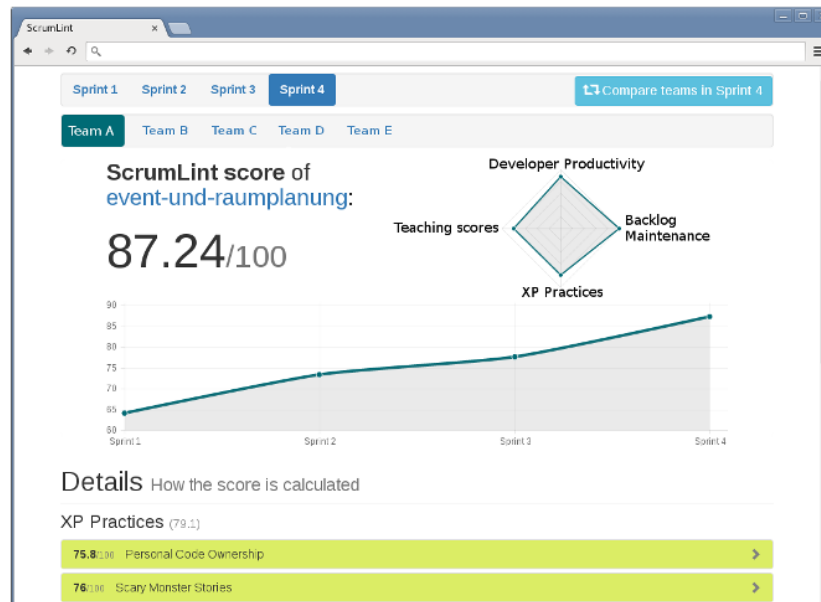 ScrumLint ×
Sprint 1 Sprint 2 Sprint 3 Sprint 4 Compare teams in Sprint 4
Team A Team B Team C Team D Team E
ScrumLint score of
event-und-raumplanung:
87.24/100
Developer Productivity
Teaching scores
Backlog
Maintenance
XP Practices
90
85
80
75
70
65
60
Sprint 1 Sprint 2 Sprint 3 Sprint 4
Details How the score is calculated
XP Practices (79.1)
75.8/100 Personal Code Ownership
76/100 Scary Monster Stories